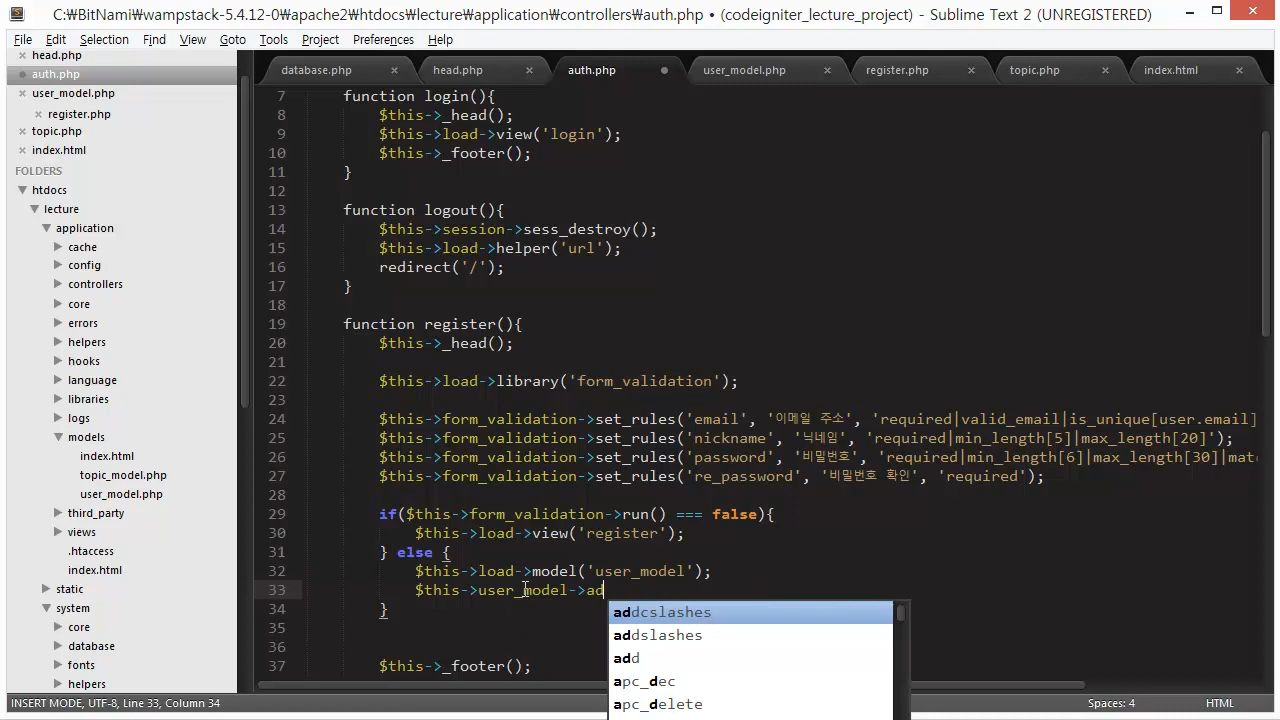 C:₩BitNami₩wampstack-5.4.12-0₩apache2₩htdocs₩lecture₩application₩controllers₩auth.php • (codeigniter_lecture_project) - Sublime Text 2 (UNREGISTERED)
File Edit Selection Find View Goto Tools Project Preferences Help
head.php
auth.php
user_model.php
register.php
topic.php
index.html
FOLDERS
htdocs
lecture
application
cache
config
controllers
core
errors
helpers
hooks
language
libraries
logs
models
index.html
topic_model.php
user_model.php
third_party
views
.htaccess
index.html
static
system
core
database
fonts
helpers
database.php head.php auth.php user_model.php register.php topic.php index.html
7 function login(){
8 $this->_head();
9 $this->load->view('login');
10 $this->_footer();
11 }
12
13 function logout(){
14 $this->session->sess_destroy();
15 $this->load->helper('url');
16 redirect('/');
17 }
18
19 function register(){
20 $this->_head();
21
22 $this->load->library('form_validation');
23
24 $this->form_validation->set_rules('email', '이메일 주소', 'required|valid_email|is_unique[user.email]
25 $this->form_validation->set_rules('nickname', '닉네임', 'required|min_length[5]|max_length[20]');
26 $this->form_validation->set_rules('password', '비밀번호', 'required|min_length[6]|max_length[30]|mat
27 $this->form_validation->set_rules('re_password', '비밀번호 확인', 'required');
28
29 if($this->form_validation->run() === false){
30 $this->load->view('register');
31 } else {
32 $this->load->model('user_model');
33 $this->user_model->ad
34 }
35
36
37 $this->_footer();
addcslashes
addslashes
add
apc_dec
apc_delete
INSERT MODE, UTF-8, Line 33, Column 34 Spaces: 4 HTML